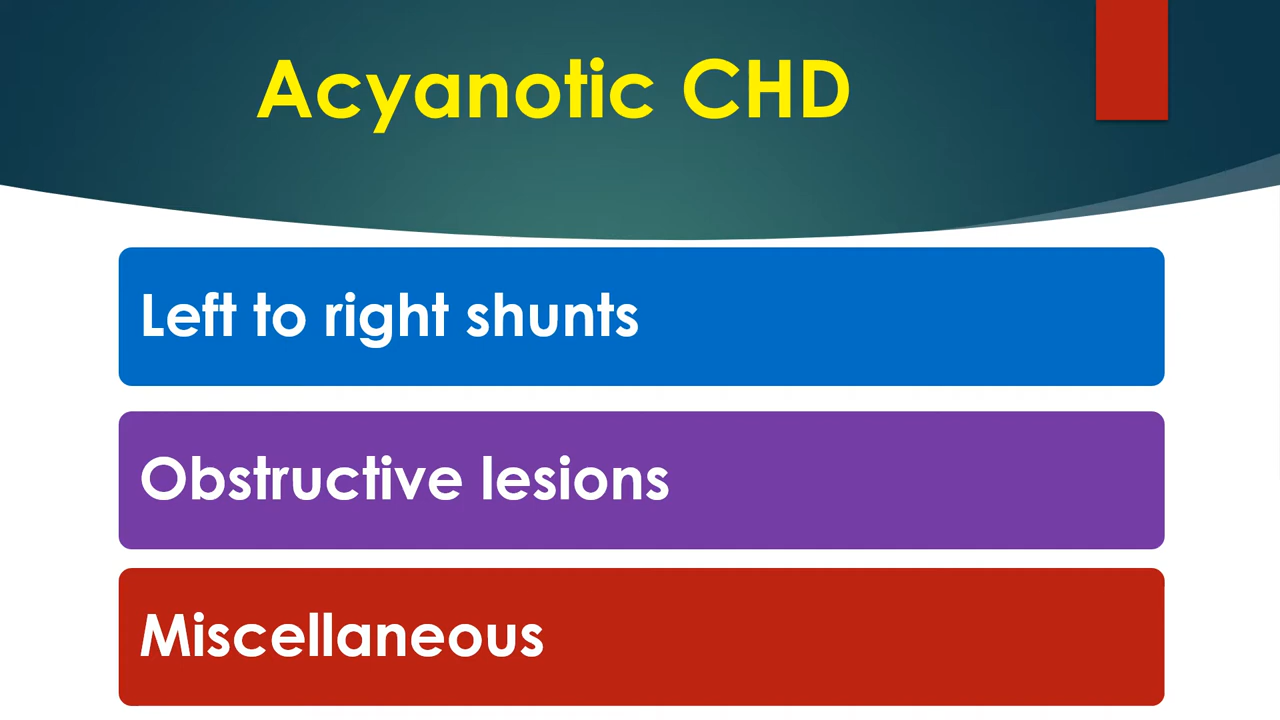 Acyanotic CHD
Left to right shunts
Obstructive lesions
Miscellaneous